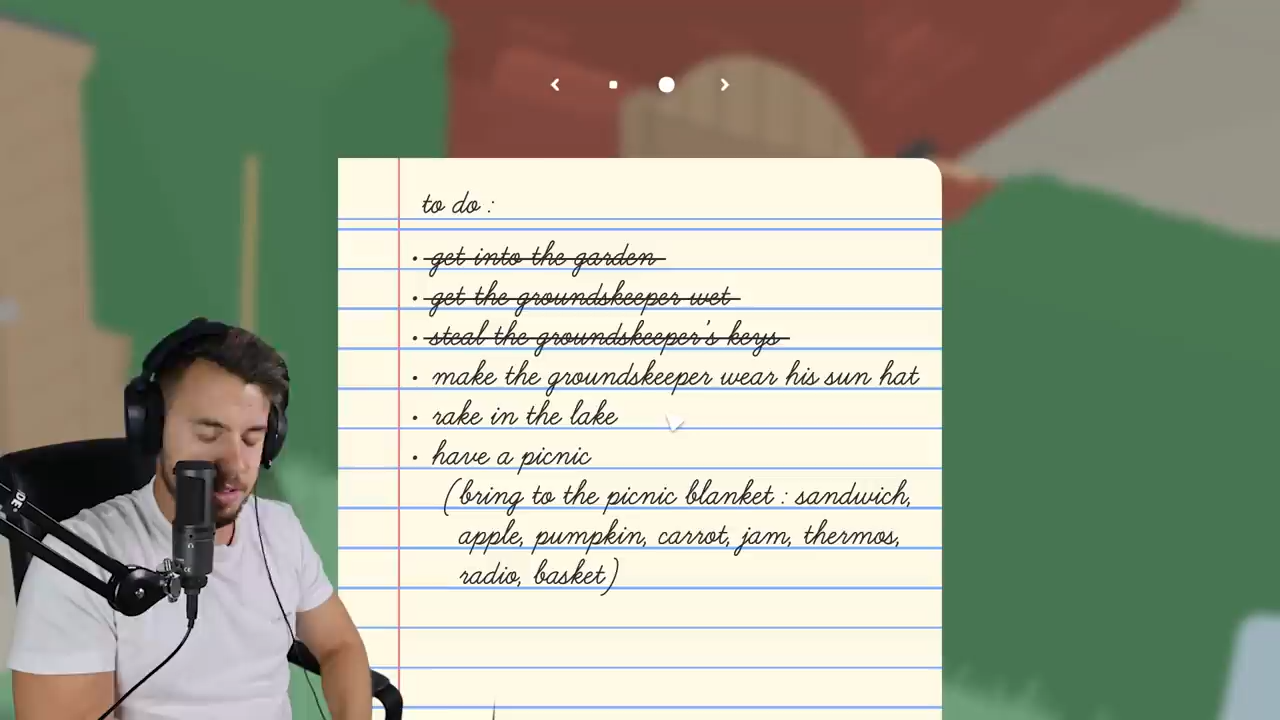 to do :
• get into the garden
• get the groundskeeper wet
• steal the groundskeeper's keys
• make the groundskeeper wear his sun hat
• rake in the lake
• have a picnic
(bring to the picnic blanket : sandwich,
apple, pumpkin, carrot, jam, thermos,
radio, basket)